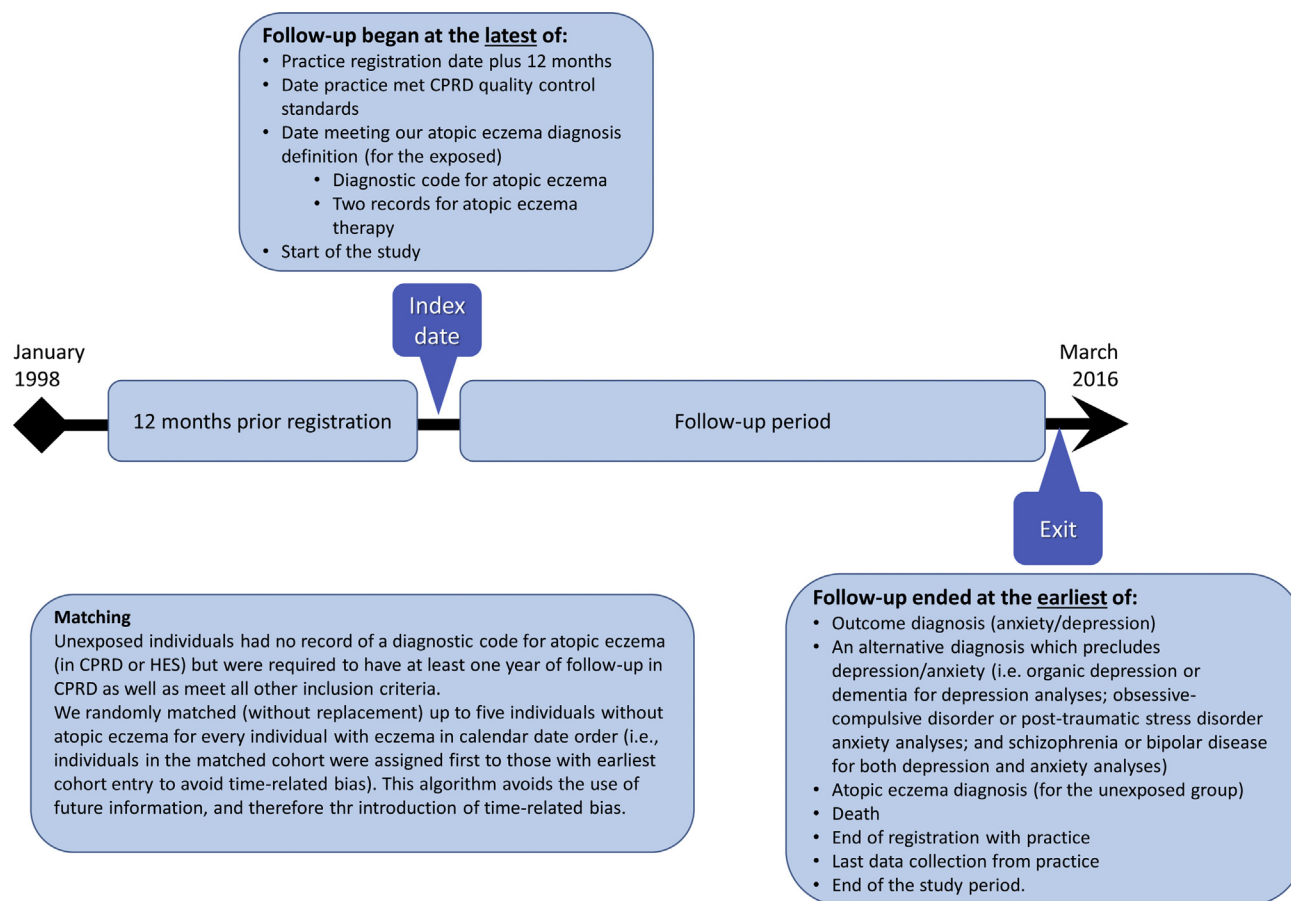 Follow-up began at the latest of:
• Practice registration date plus 12 months
• Date practice met CPRD quality control
standards
• Date meeting our atopic eczema diagnosis
definition (for the exposed)
• Diagnostic code for atopic eczema
• Two records for atopic eczema
therapy
• Start of the study
Index
date
January
1998
March
2016
12 months prior registration
Follow-up period
Exit
Matching
Unexposed individuals had no record of a diagnostic code for atopic eczema
(in CPRD or HES) but were required to have at least one year of follow-up in
CPRD as well as meet all other inclusion criteria.
We randomly matched (without replacement) up to five individuals without
atopic eczema for every individual with eczema in calendar date order (i.e.,
individuals in the matched cohort were assigned first to those with earliest
cohort entry to avoid time-related bias). This algorithm avoids the use of
future information, and therefore thr introduction of time-related bias.
Follow-up ended at the earliest of:
• Outcome diagnosis (anxiety/depression)
• An alternative diagnosis which precludes
depression/anxiety (i.e. organic depression or
dementia for depression analyses; obsessive-
compulsive disorder or post-traumatic stress disorder
anxiety analyses; and schizophrenia or bipolar disease
for both depression and anxiety analyses)
• Atopic eczema diagnosis (for the unexposed group)
• Death
• End of registration with practice
• Last data collection from practice
• End of the study period.